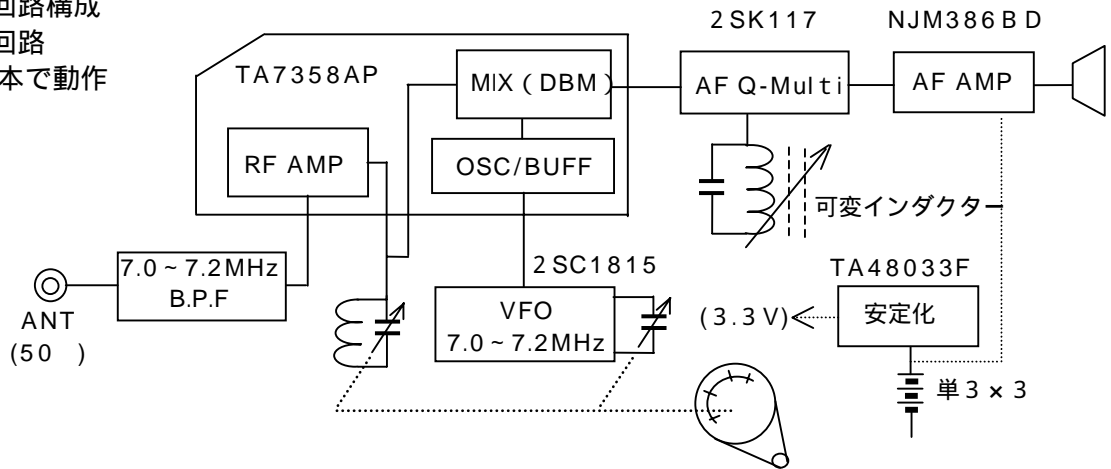 回路構成
回路
本で動作
2SK117
NJM386BD
TA7358AP
MIX(DBM)
AF Q-Multi
AF AMP
RF AMP
OSC/BUFF
可変インダクター
7.0~7.2MHz
B.P.F
2SC1815
TA48033F
ANT
(50 )
VFO
7.0~7.2MHz
(3.3V)
安定化
単3×3